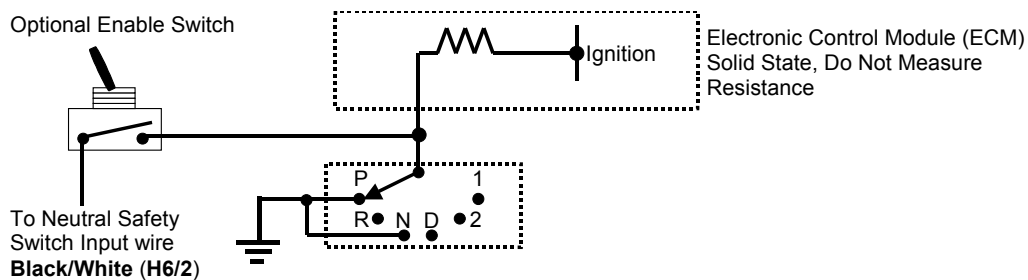 Optional Enable Switch
Ignition
Electronic Control Module (ECM)
Solid State, Do Not Measure
Resistance
P
1
R
N
D
2
To Neutral Safety
Switch Input wire
Black/White (H6/2)